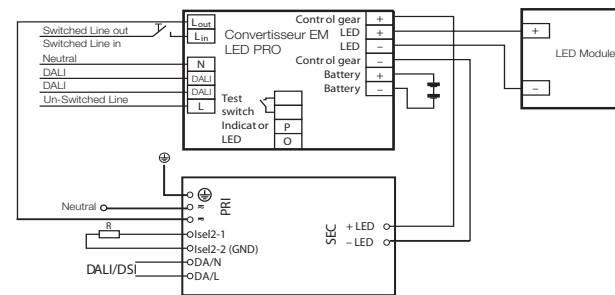 Switched Line out
Switched Line in
Neutral
DALI
DALI
Un-Switched Line
Lout
Lin
N
DALI
DALI
L
Convertisseur EM
LED PRO
Test
switch
Indicator
LED
P
O
Control gear +
LED +
LED –
Control gear –
Battery +
Battery –
+
–
LED Module
Neutral
R
DALI/DSI
PRI
Isel2-1
Isel2-2 (GND)
DA/N
DA/L
SEC
+ LED
– LED